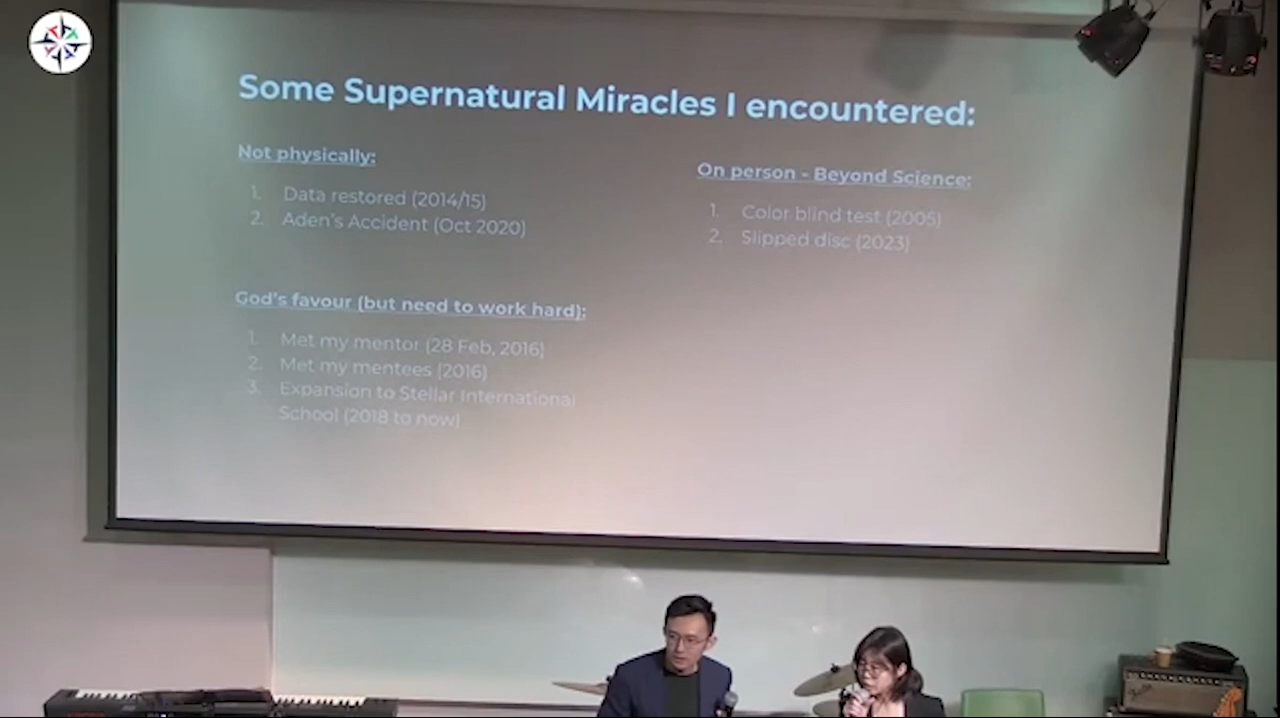 Some Supernatural Miracles I encountered:
Not physically:
1. Data restored (2014/15)
2. Aden's Accident (Oct 2020)
God's favour (but need to work hard):
1. Met my mentor (28 Feb, 2016)
2. Met my mentees (2016)
3. Expansion to Stellar International
School (2018 to now)
On person - Beyond Science:
1. Color blind test (2005)
2. Slipped disc (2023)
Fender